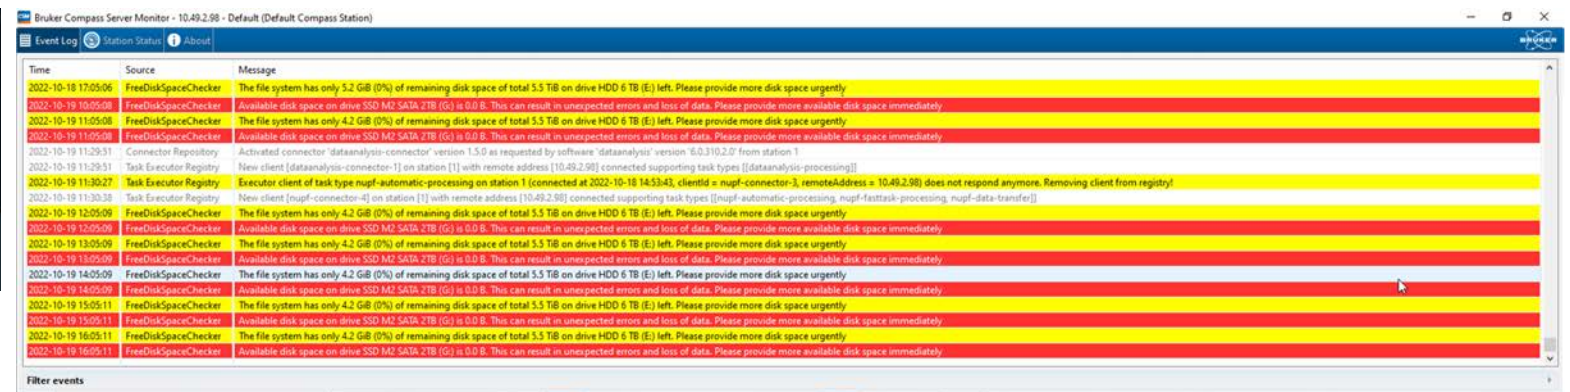 Bruker Compass Server Monitor - 10.49.2.98 - Default (Default Compass Station)
Event Log Station Status About BRUKER
Time Source Message
2022-10-18 17:05:06 FreeDiskSpaceChecker The file system has only 5.2 GiB (0%) of remaining disk space of total 5.5 TiB on drive HDD 6 TB (E:) left. Please provide more disk space urgently
2022-10-19 10:05:08 FreeDiskSpaceChecker Available disk space on drive SSD M2 SATA 2TB (G:) is 0.0 B. This can result in unexpected errors and loss of data. Please provide more available disk space immediately
2022-10-19 11:05:08 FreeDiskSpaceChecker The file system has only 4.2 GiB (0%) of remaining disk space of total 5.5 TiB on drive HDD 6 TB (E:) left. Please provide more disk space urgently
2022-10-19 11:05:08 FreeDiskSpaceChecker Available disk space on drive SSD M2 SATA 2TB (G:) is 0.0 B. This can result in unexpected errors and loss of data. Please provide more available disk space immediately
2022-10-19 11:29:51 Connector Repository Activated connector 'dataanalysis-connector' version 1.5.0 as requested by software 'dataanalysis' version '6.0.310.2.0' from station 1
2022-10-19 11:29:51 Task Executor Registry New client [dataanalysis-connector-1] on station [1] with remote address [10.49.2.98] connected supporting task types [[dataanalysis-processing]]
2022-10-19 11:30:27 Task Executor Registry Executor client of task type nupf-automatic-processing on station 1 (connected at 2022-10-18 14:53:43, clientId = nupf-connector-3, remoteAddress = 10.49.2.98) does not respond anymore. Removing client from registry!
2022-10-19 11:30:38 Task Executor Registry New client [nupf-connector-4] on station [1] with remote address [10.49.2.98] connected supporting task types [[nupf-automatic-processing, nupf-fasttask-processing, nupf-data-transfer]]
2022-10-19 12:05:09 FreeDiskSpaceChecker The file system has only 4.2 GiB (0%) of remaining disk space of total 5.5 TiB on drive HDD 6 TB (E:) left. Please provide more disk space urgently
2022-10-19 12:05:09 FreeDiskSpaceChecker Available disk space on drive SSD M2 SATA 2TB (G:) is 0.0 B. This can result in unexpected errors and loss of data. Please provide more available disk space immediately
2022-10-19 13:05:09 FreeDiskSpaceChecker The file system has only 4.2 GiB (0%) of remaining disk space of total 5.5 TiB on drive HDD 6 TB (E:) left. Please provide more disk space urgently
2022-10-19 13:05:09 FreeDiskSpaceChecker Available disk space on drive SSD M2 SATA 2TB (G:) is 0.0 B. This can result in unexpected errors and loss of data. Please provide more available disk space immediately
2022-10-19 14:05:09 FreeDiskSpaceChecker The file system has only 4.2 GiB (0%) of remaining disk space of total 5.5 TiB on drive HDD 6 TB (E:) left. Please provide more disk space urgently
2022-10-19 14:05:09 FreeDiskSpaceChecker Available disk space on drive SSD M2 SATA 2TB (G:) is 0.0 B. This can result in unexpected errors and loss of data. Please provide more available disk space immediately
2022-10-19 15:05:11 FreeDiskSpaceChecker The file system has only 4.2 GiB (0%) of remaining disk space of total 5.5 TiB on drive HDD 6 TB (E:) left. Please provide more disk space urgently
2022-10-19 15:05:11 FreeDiskSpaceChecker Available disk space on drive SSD M2 SATA 2TB (G:) is 0.0 B. This can result in unexpected errors and loss of data. Please provide more available disk space immediately
2022-10-19 16:05:11 FreeDiskSpaceChecker The file system has only 4.2 GiB (0%) of remaining disk space of total 5.5 TiB on drive HDD 6 TB (E:) left. Please provide more disk space urgently
2022-10-19 16:05:11 FreeDiskSpaceChecker Available disk space on drive SSD M2 SATA 2TB (G:) is 0.0 B. This can result in unexpected errors and loss of data. Please provide more available disk space immediately
Filter events